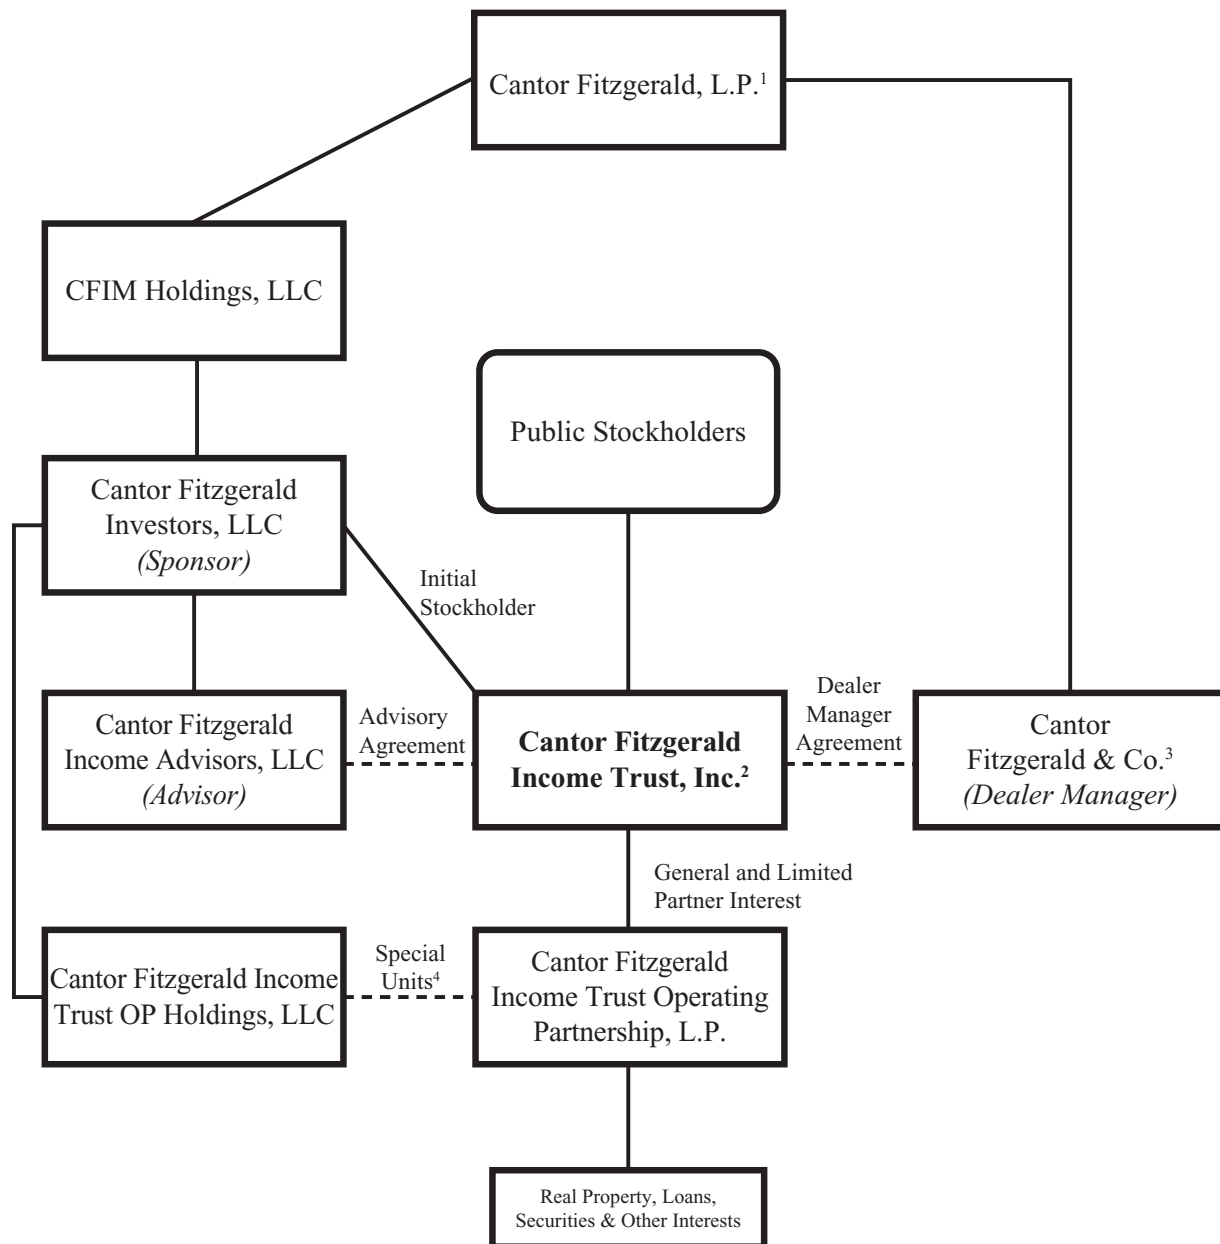 Cantor Fitzgerald, L.P.¹
CFIM Holdings, LLC
Public Stockholders
Cantor Fitzgerald
Investors, LLC
(Sponsor)
Initial
Stockholder
Cantor Fitzgerald
Income Advisors, LLC
(Advisor)
Advisory
Agreement
Cantor Fitzgerald
Income Trust, Inc.²
Dealer
Manager
Agreement
Cantor
Fitzgerald & Co.³
(Dealer Manager)
General and Limited
Partner Interest
Cantor Fitzgerald Income
Trust OP Holdings, LLC
Special
Units⁴
Cantor Fitzgerald
Income Trust Operating
Partnership, L.P.
Real Property, Loans,
Securities & Other Interests